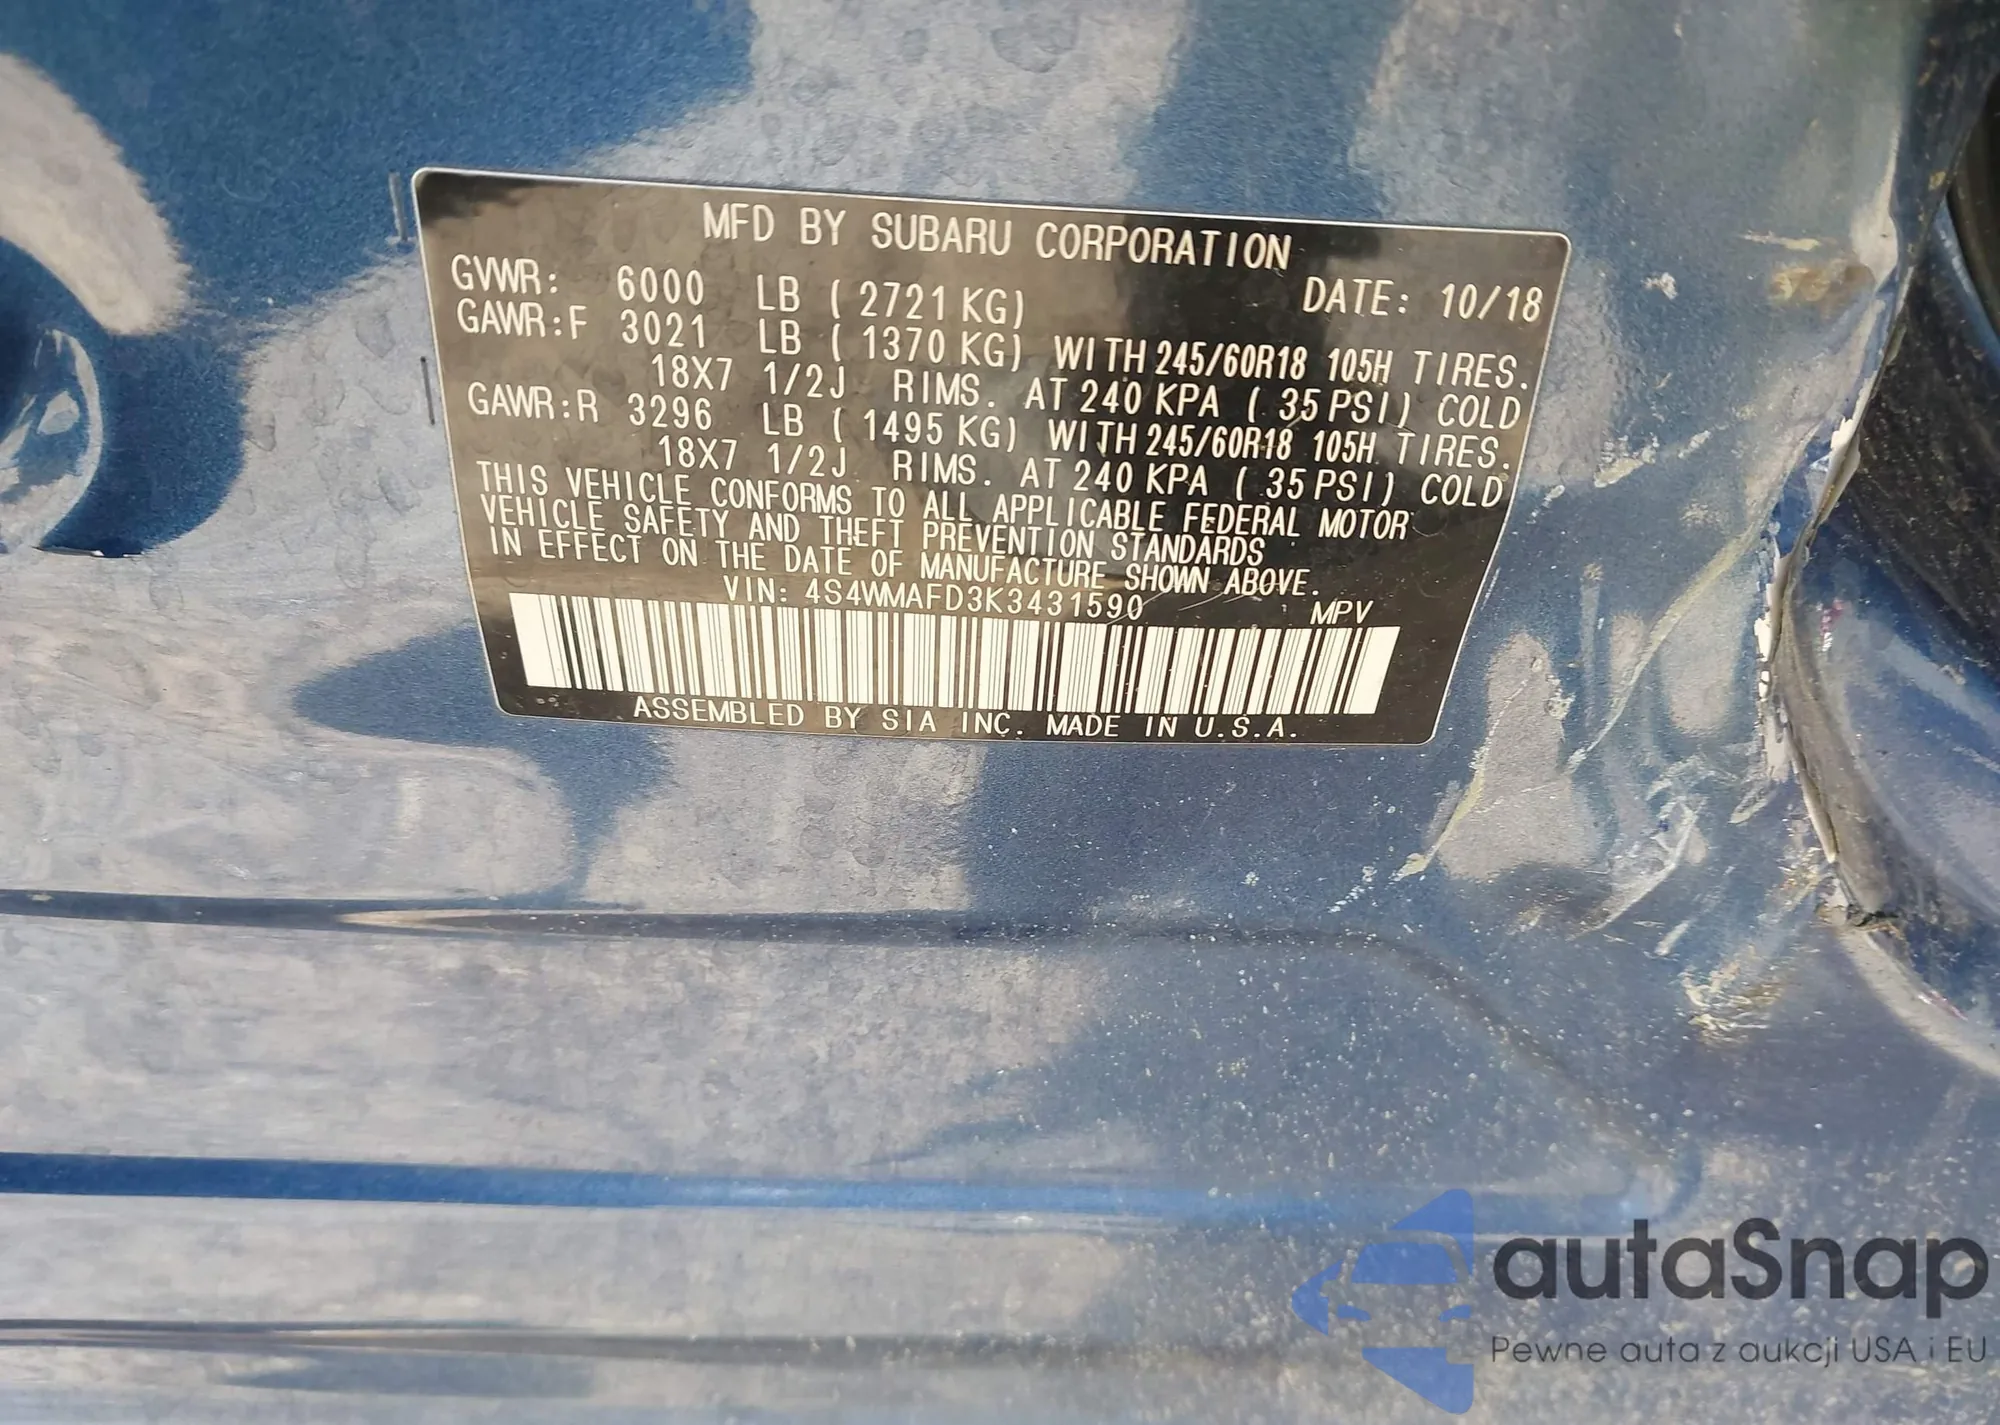 MFD BY SUBARU CORPORATION
GVWR: 6000 LB ( 2721 KG) DATE: 10/18
GAWR:F 3021 LB ( 1370 KG) WITH 245/60R18 105H TIRES.
18X7 1/2J RIMS. AT 240 KPA ( 35 PSI) COLD
GAWR:R 3296 LB ( 1495 KG) WITH 245/60R18 105H TIRES.
18X7 1/2J RIMS. AT 240 KPA ( 35 PSI) COLD
THIS VEHICLE CONFORMS TO ALL APPLICABLE FEDERAL MOTOR
VEHICLE SAFETY AND THEFT PREVENTION STANDARDS
IN EFFECT ON THE DATE OF MANUFACTURE SHOWN ABOVE.
VIN: 4S4WMAFD3K3431590 MPV
ASSEMBLED BY SIA INC. MADE IN U.S.A.
autaSnap
Pewne auta z aukcji USA i EU